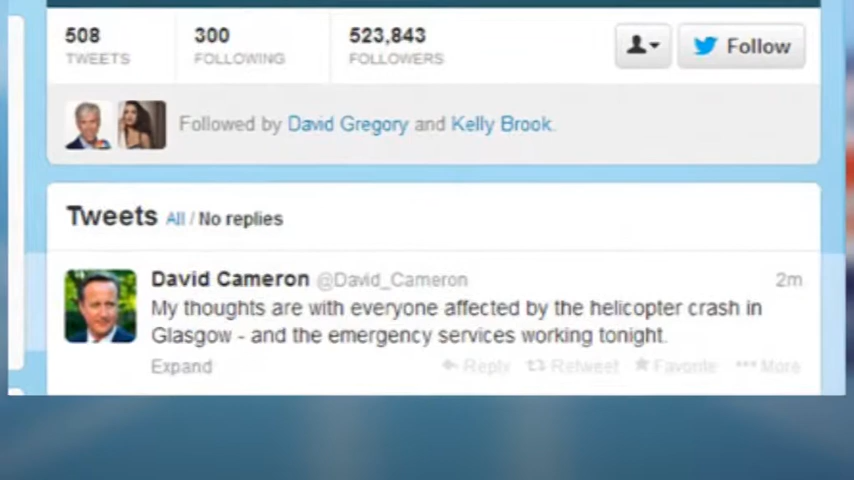 508 300 523,843
TWEETS FOLLOWING FOLLOWERS
Follow
Followed by David Gregory and Kelly Brook.
Tweets All / No replies
David Cameron @David_Cameron 2m
My thoughts are with everyone affected by the helicopter crash in
Glasgow - and the emergency services working tonight.
Expand Reply Retweet Favorite More